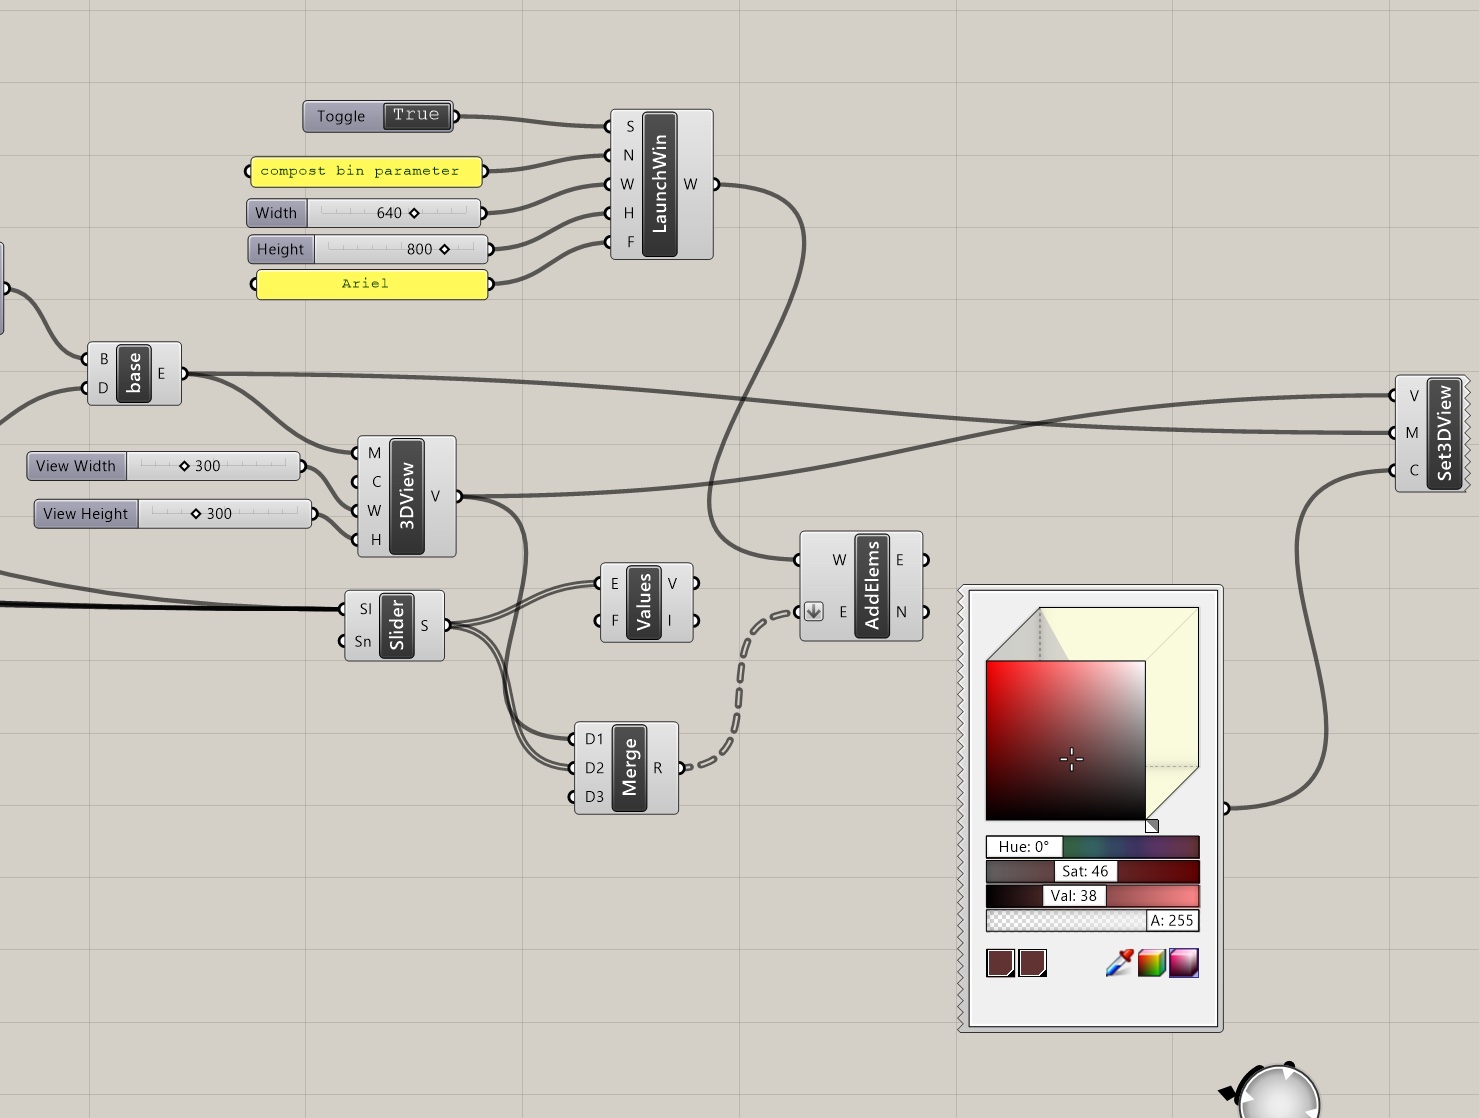 Toggle True
compost bin parameter
Width 640
Height 800
Ariel
S
N
W
H
F
LaunchWin
W
B
D
base
E
View Width 300
View Height 300
M
C
W
H
3DView
V
Sl
Sn
Slider
S
E
F
Values
V
I
D1
D2
D3
Merge
R
W
E
AddElems
E
N
V
M
C
Set3DView
Hue: 0°
Sat: 46
Val: 38
A: 255